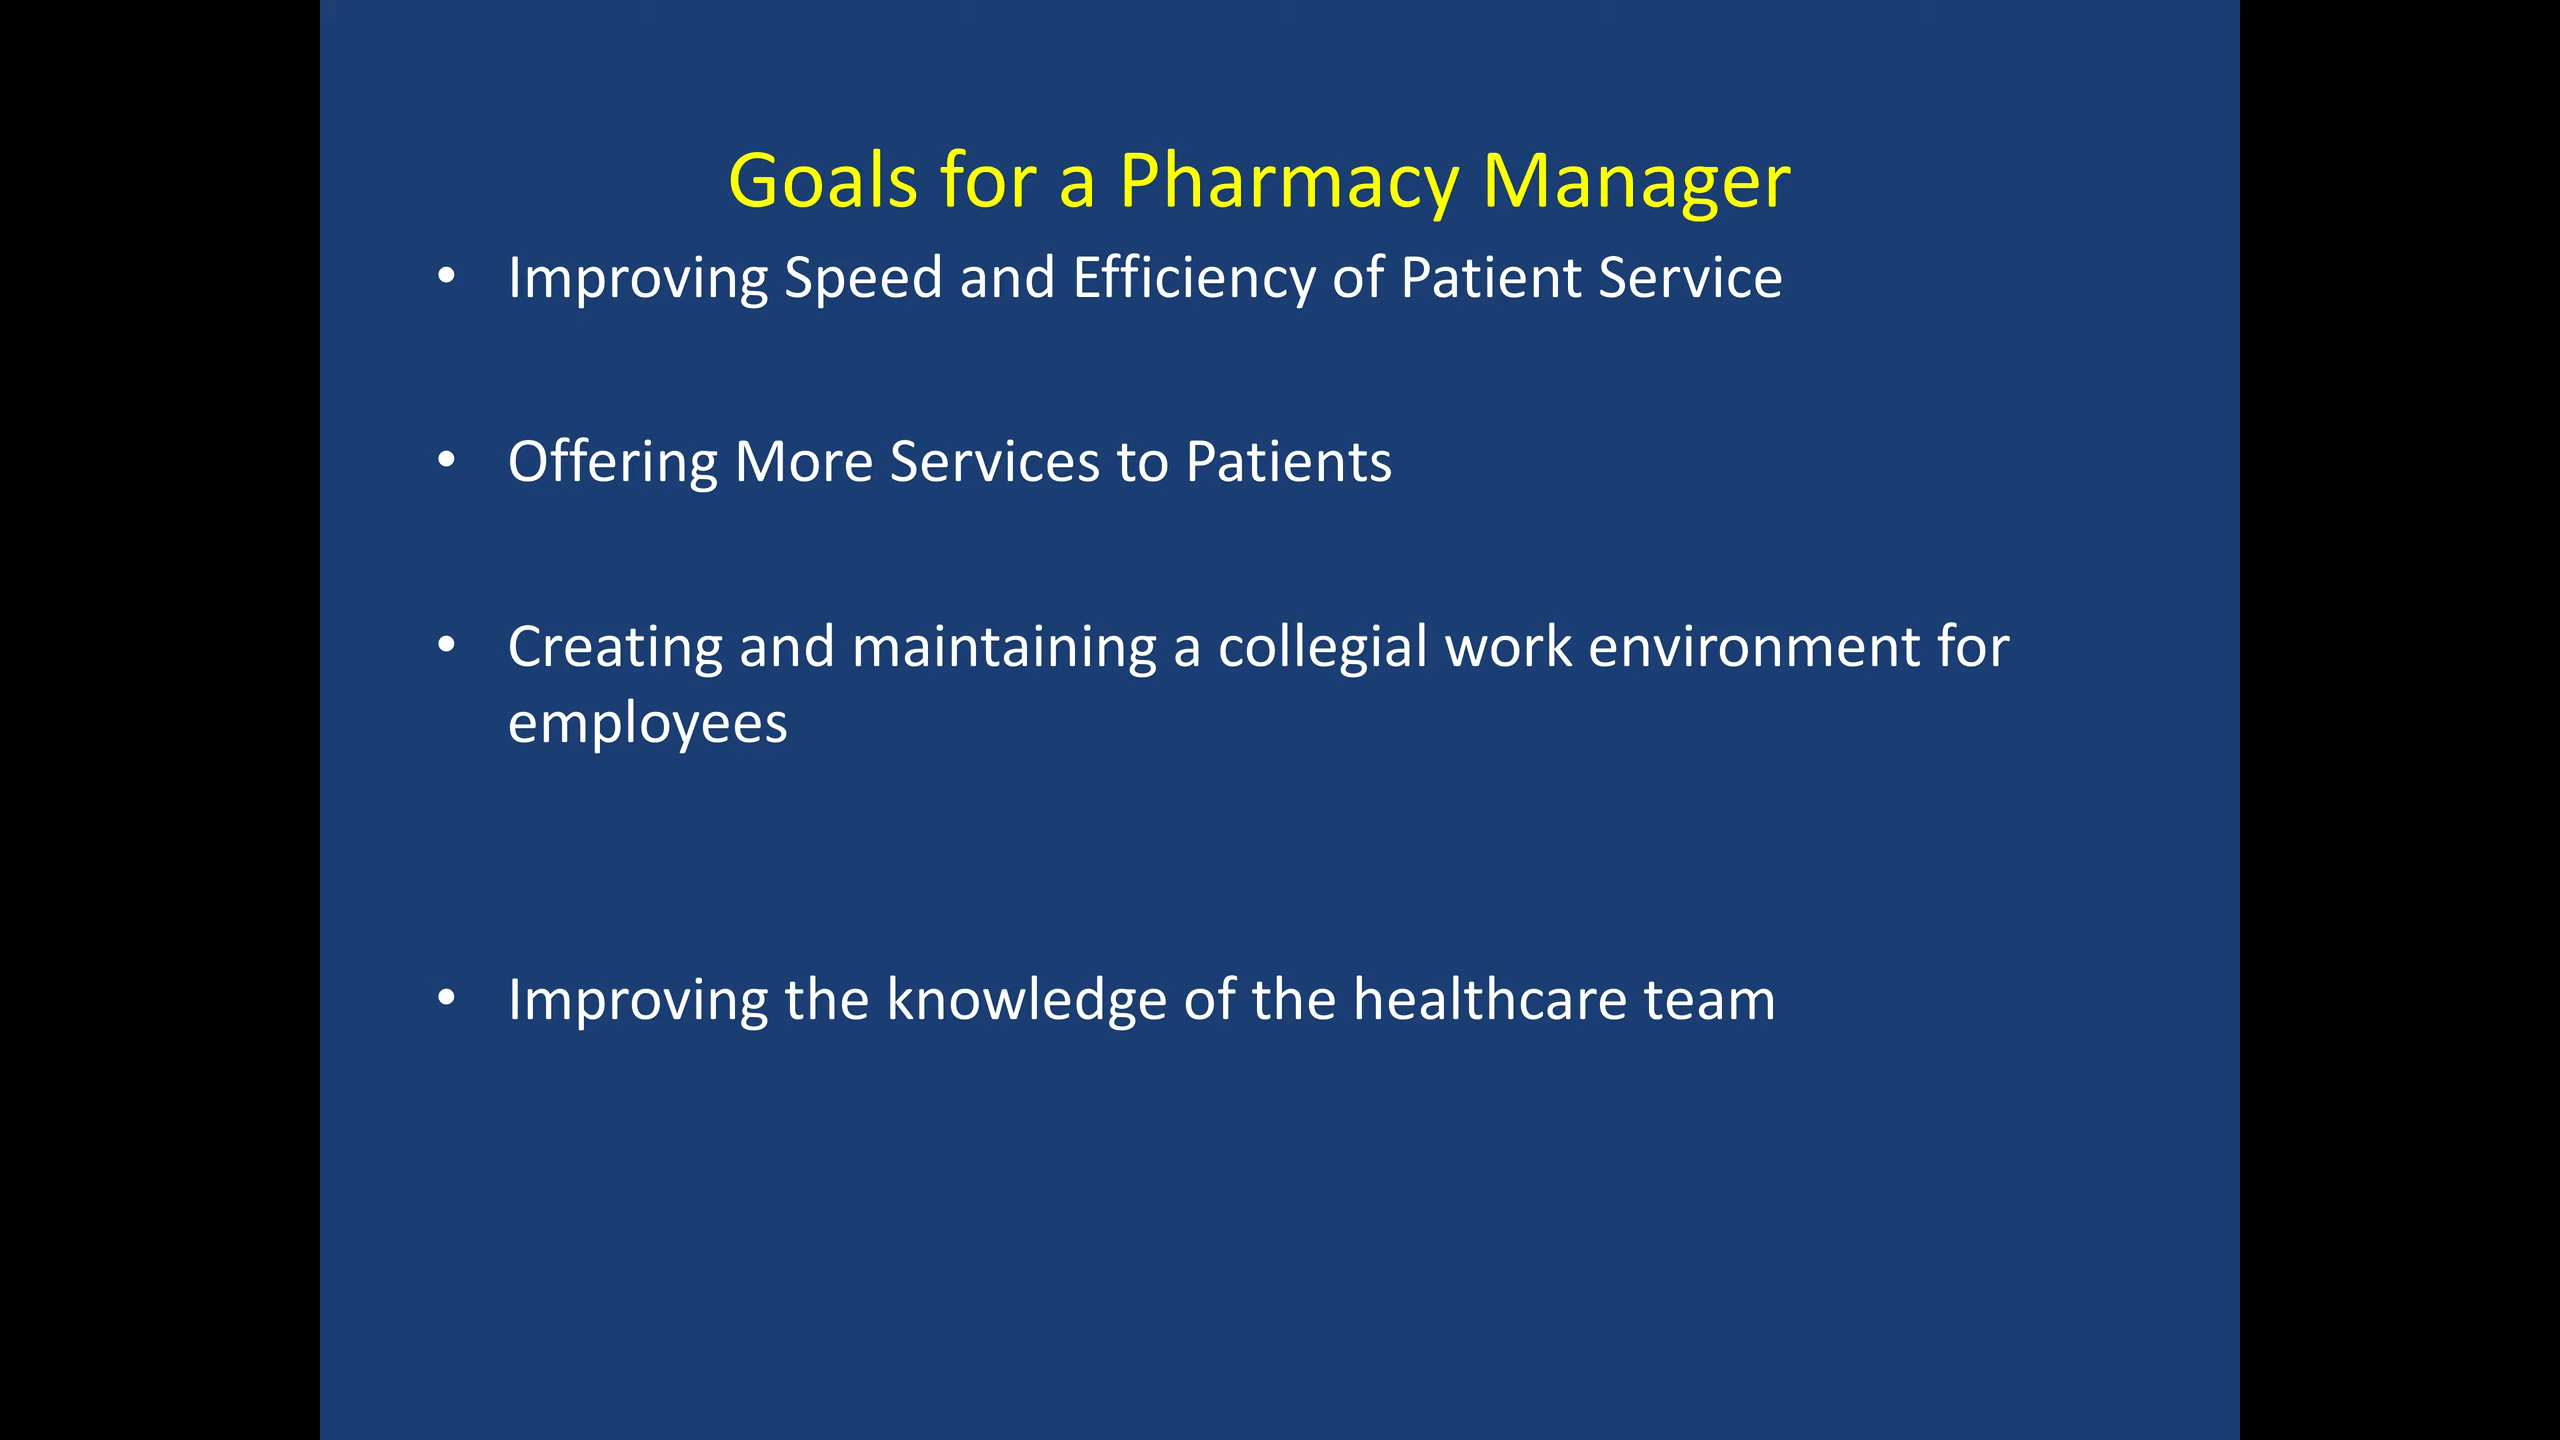 Goals for a Pharmacy Manager
• Improving Speed and Efficiency of Patient Service
• Offering More Services to Patients
• Creating and maintaining a collegial work environment for
employees
• Improving the knowledge of the healthcare team